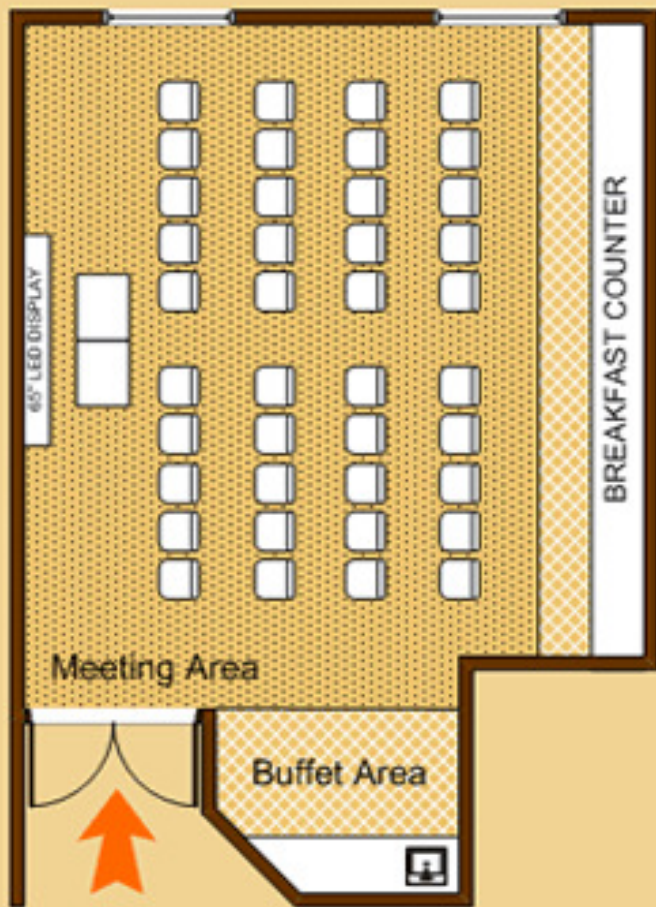 65" LED DISPLAY
BREAKFAST COUNTER
Meeting Area
Buffet Area